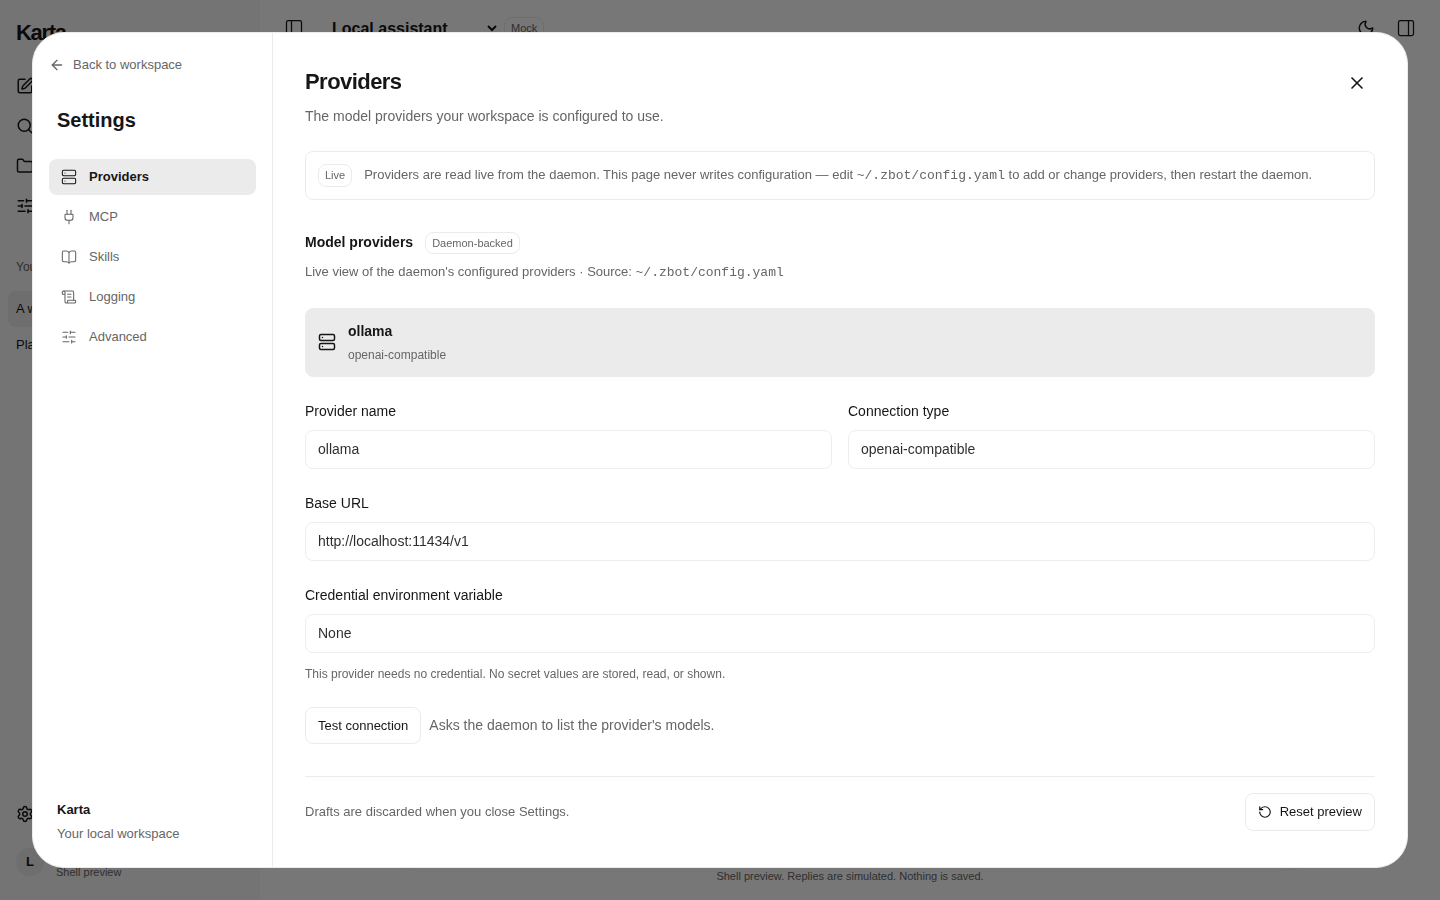 Karta
Local assistant
Mock
Back to workspace
Settings
Providers
MCP
Skills
Logging
Advanced
Karta
Your local workspace
Providers
The model providers your workspace is configured to use.
Live
Providers are read live from the daemon. This page never writes configuration — edit ~/.zbot/config.yaml to add or change providers, then restart the daemon.
Model providers
Daemon-backed
Live view of the daemon's configured providers · Source: ~/.zbot/config.yaml
ollama
openai-compatible
Provider name
Connection type
ollama
openai-compatible
Base URL
http://localhost:11434/v1
Credential environment variable
None
This provider needs no credential. No secret values are stored, read, or shown.
Test connection
Asks the daemon to list the provider's models.
Drafts are discarded when you close Settings.
Reset preview
L
Shell preview
Shell preview. Replies are simulated. Nothing is saved.